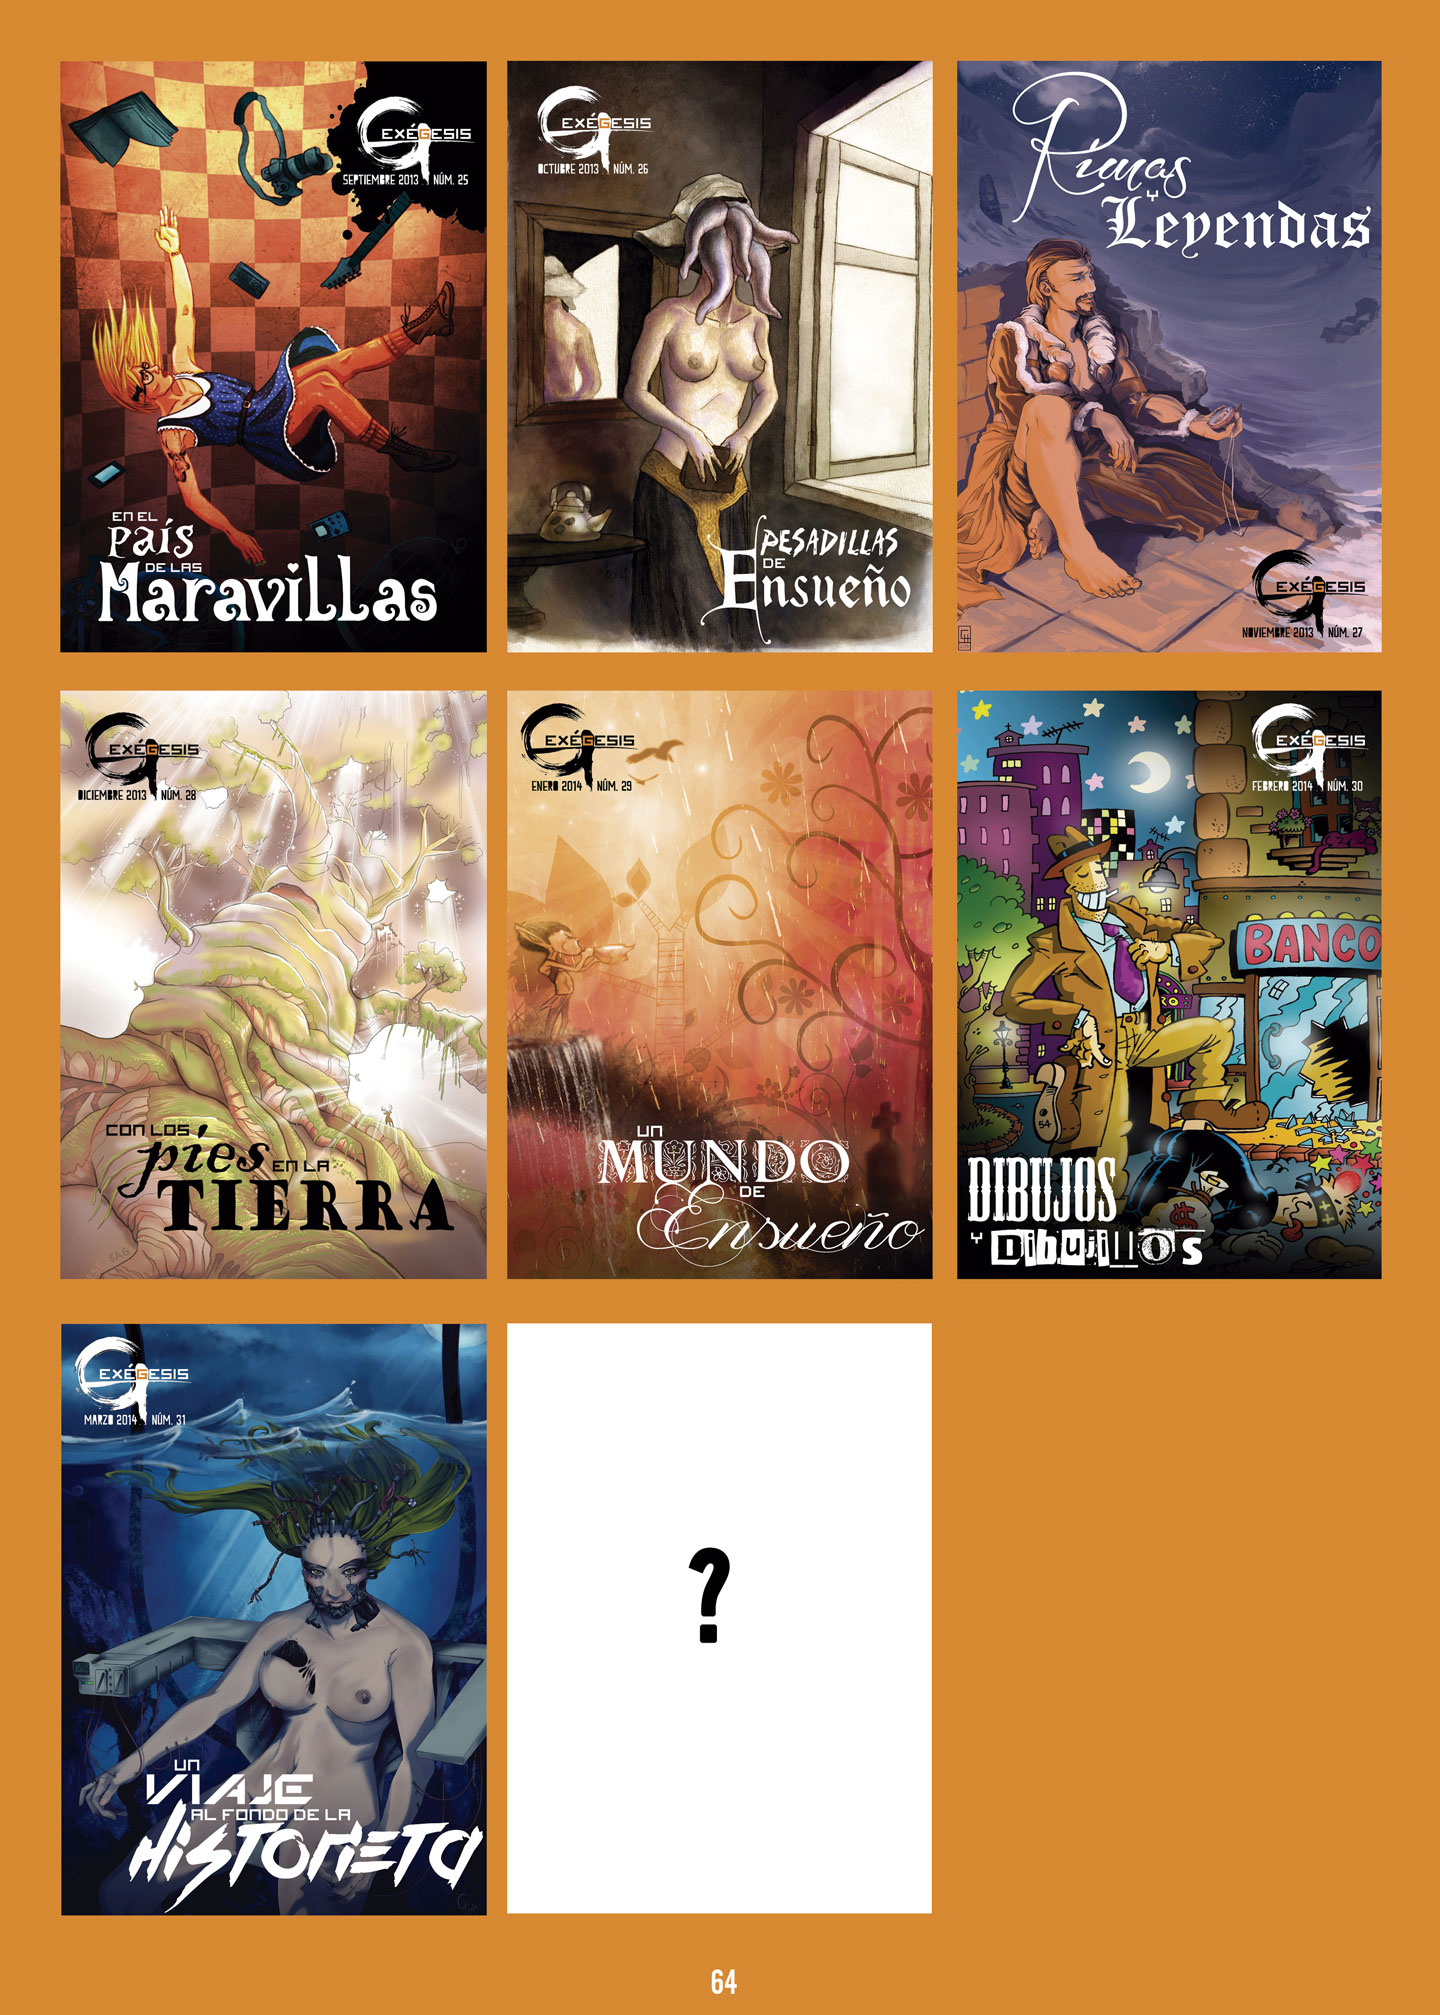 EXÉGESIS
SEPTIEMBRE 2013 NÚM. 25
EN EL
País
DE LAS
Maravillas
EXÉGESIS
OCTUBRE 2013 NÚM. 26
PESADILLAS
DE
Ensueño
Rimas
Y
Leyendas
EXÉGESIS
NOVIEMBRE 2013 NÚM. 27
EXÉGESIS
DICIEMBRE 2013 NÚM. 28
CON LOS
pies EN LA
TIERRA
SAG
EXÉGESIS
ENERO 2014 NÚM. 29
UN
MUNDO
DE
Ensueño
EXÉGESIS
FEBRERO 2014 NÚM. 30
BANCO
54
$
DIBUJOS
Y Dibujillos
EXÉGESIS
MARZO 2014 NÚM. 31
UN
VIAJE
AL FONDO DE LA
HISTORIETA
?
64